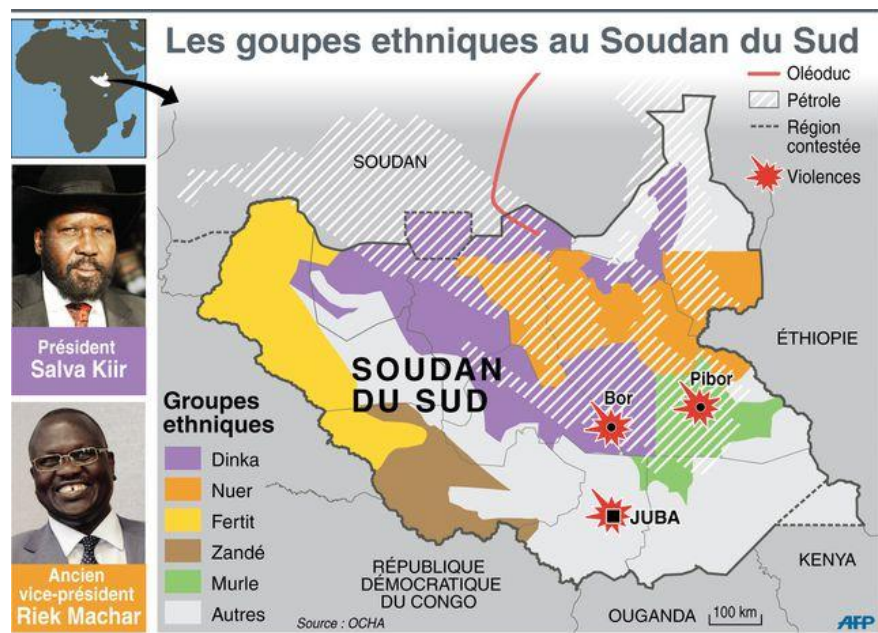 Les goupes ethniques au Soudan du Sud
Oléoduc
Pétrole
Région
contestée
Violences
SOUDAN
Président
Salva Kiir
ÉTHIOPIE
SOUDAN
DU SUD
Bor
Pibor
Groupes
ethniques
Dinka
Nuer
Fertit
Zandé
Murle
Autres
JUBA
Ancien
vice-président
Riek Machar
RÉPUBLIQUE
DÉMOCRATIQUE
DU CONGO
KENYA
OUGANDA
100 km
Source : OCHA
AFP